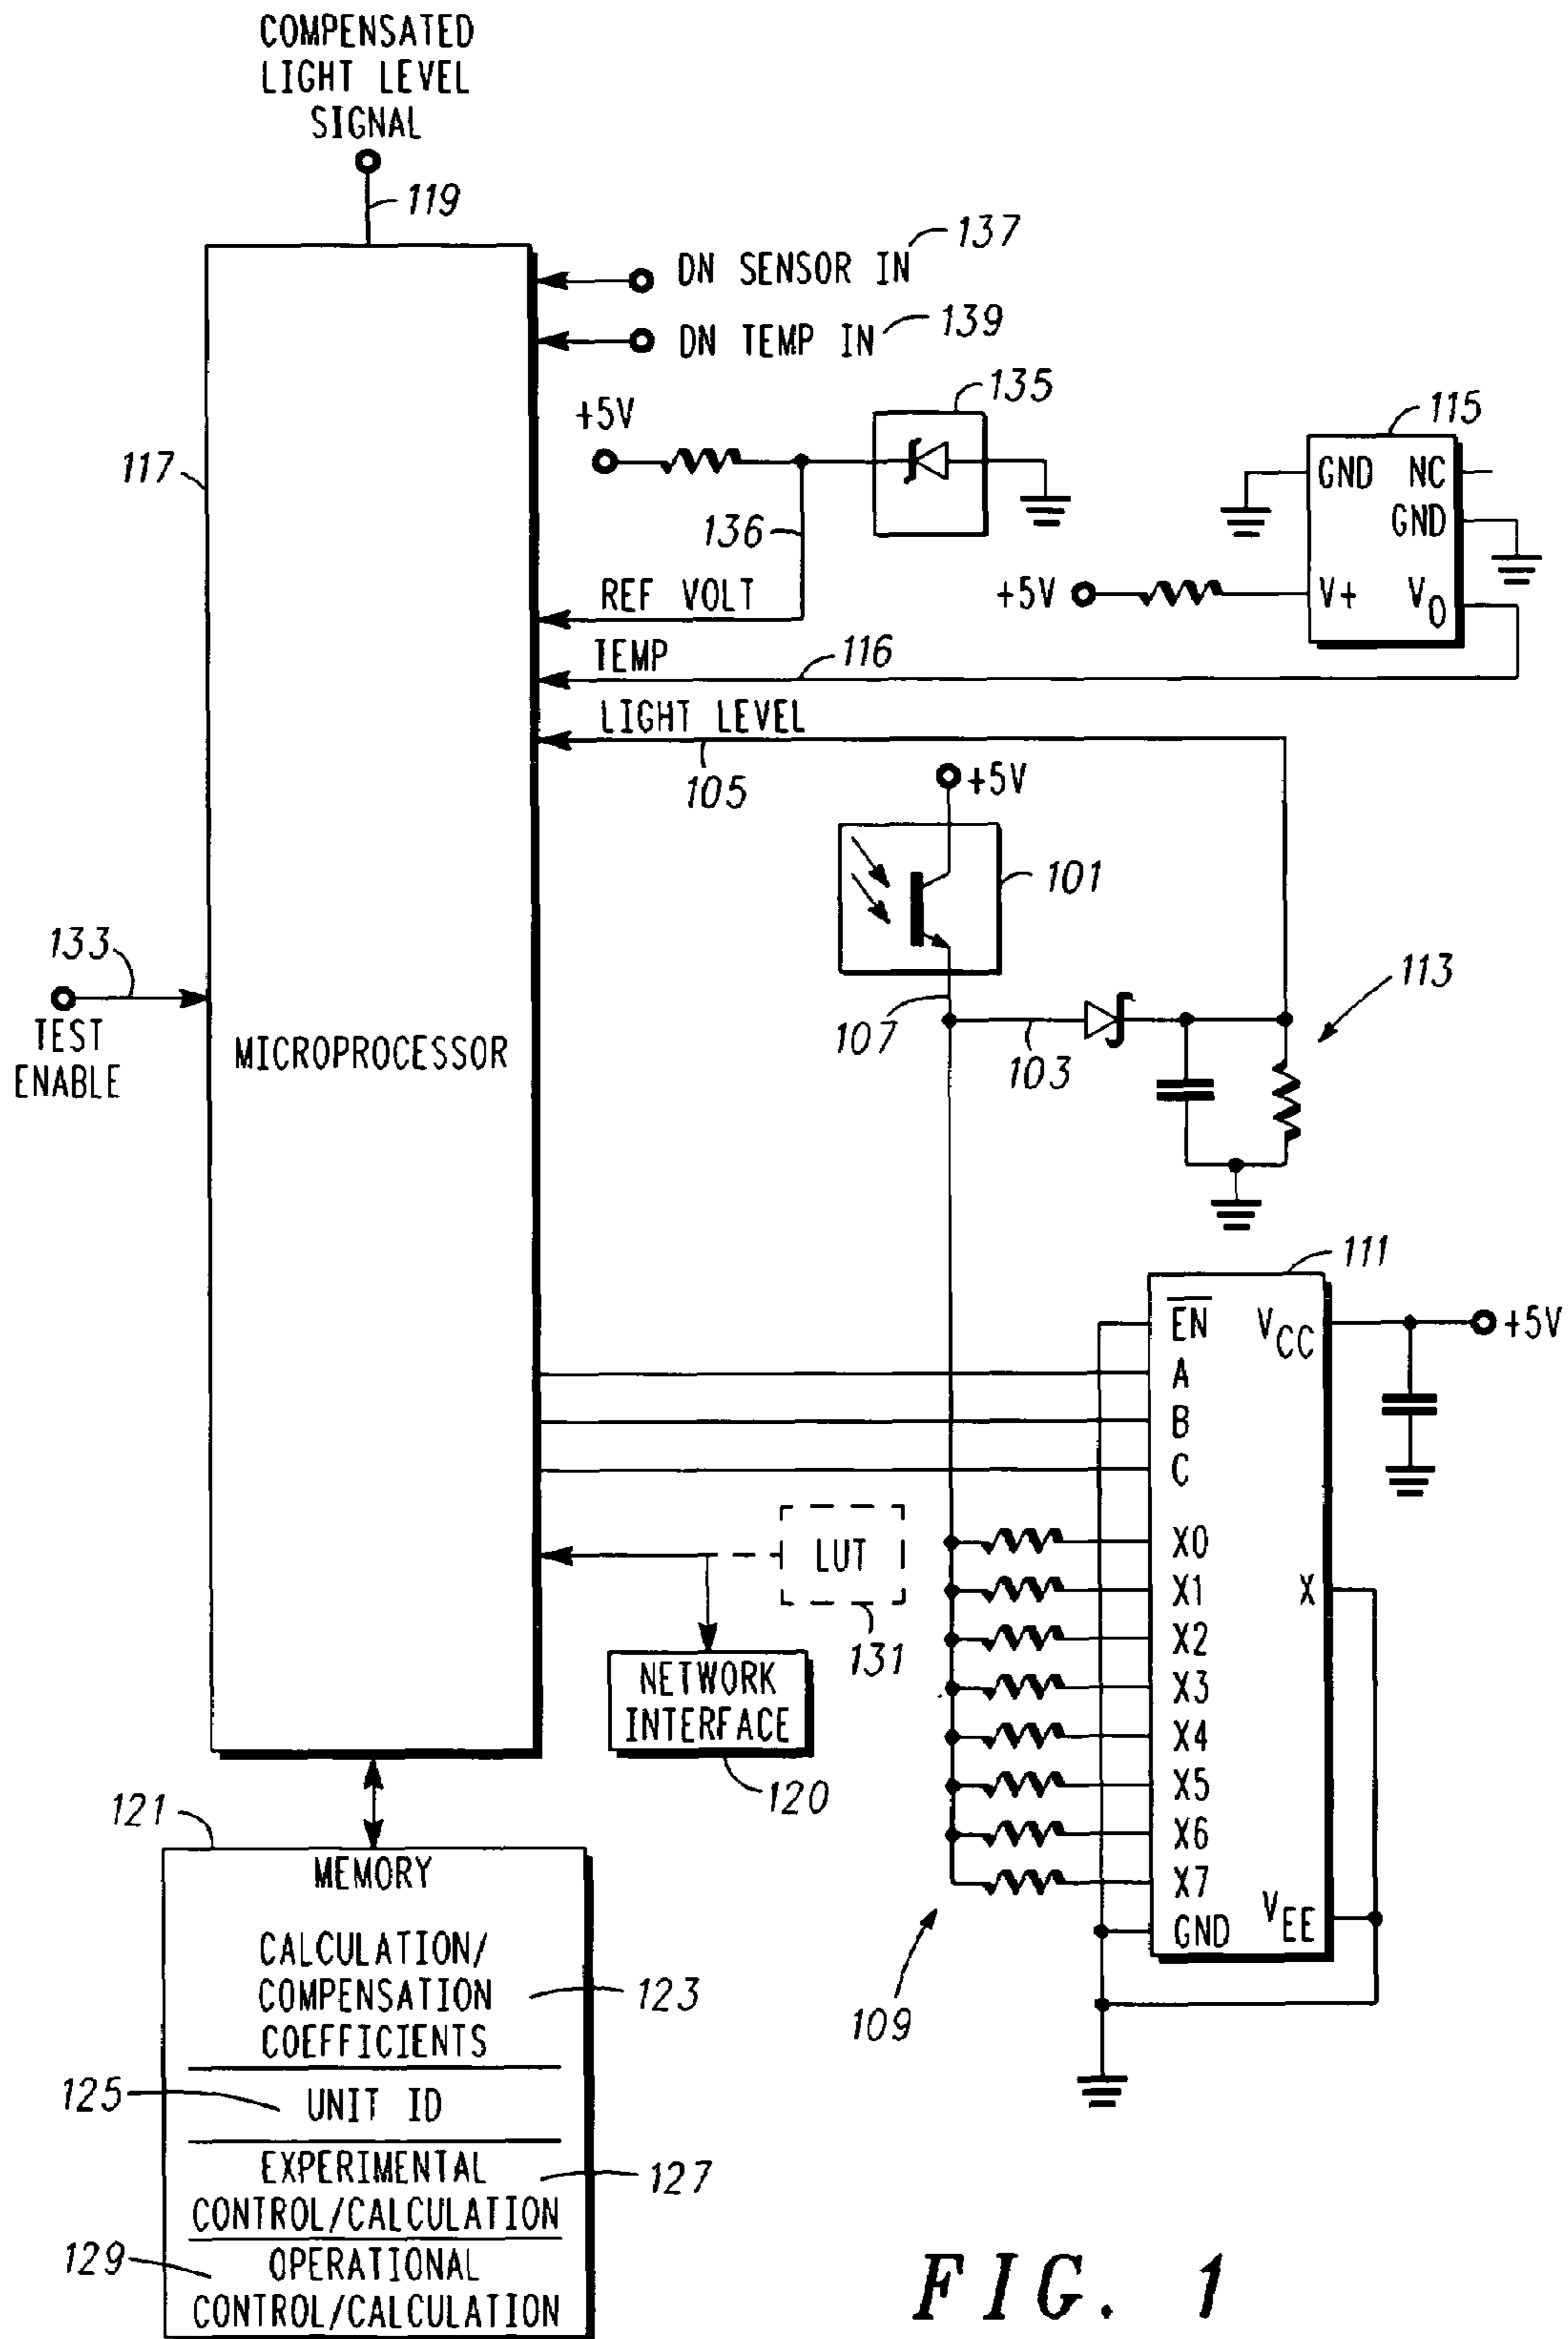 COMPENSATED
LIGHT LEVEL
SIGNAL
119
137
DN SENSOR IN
139
DN TEMP IN
135
+5V
115
117
GND NC
GND
136
REF VOLT
+5V
V+ VO
TEMP
116
LIGHT LEVEL
105
+5V
101
133
TEST
ENABLE
MICROPROCESSOR
113
107
103
111
EN VCC
+5V
A
B
C
LUT
X0
X1 X
X2
131
X3
NETWORK
INTERFACE
X4
X5
120
X6
121
MEMORY
X7
VEE
GND
CALCULATION/
COMPENSATION
COEFFICIENTS
123
109
125
UNIT ID
EXPERIMENTAL
CONTROL/CALCULATION
127
129
OPERATIONAL
CONTROL/CALCULATION
FIG. 1